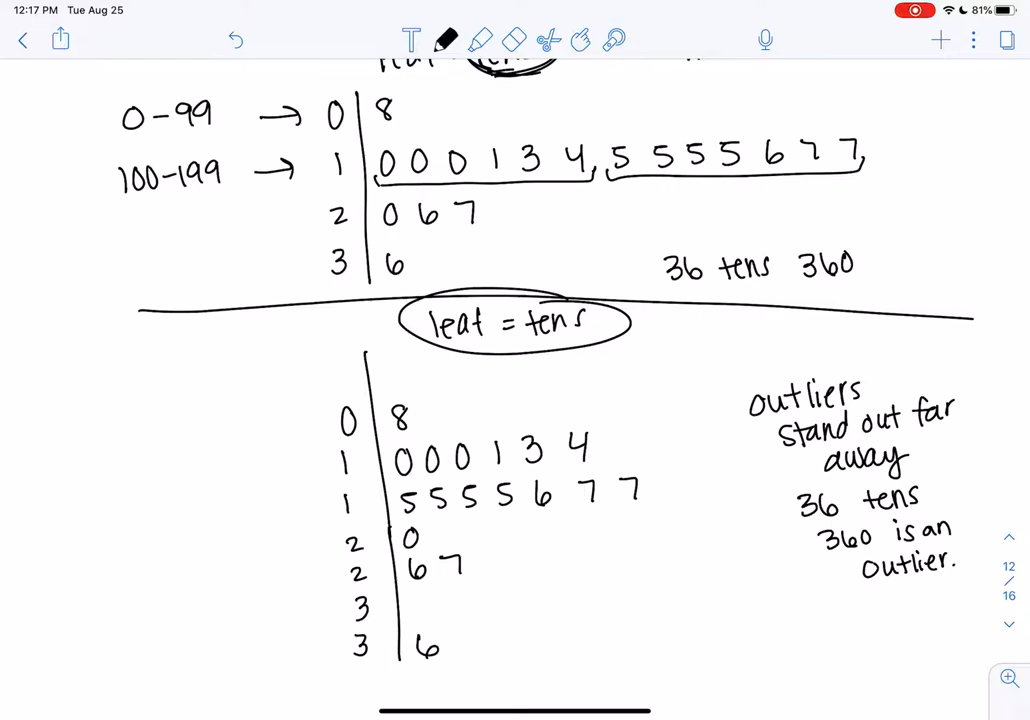 12:17 PM Tue Aug 25
81%
T
0-99 → 0 | 8
100-199 → 1 | 0 0 0 1 3 4, 5 5 5 5 6 7 7,
2 | 0 6 7
3 | 6
36 tens 360
leaf = tens
0 | 8
1 | 0 0 0 1 3 4
1 | 5 5 5 5 6 7 7
2 | 0
2 | 6 7
3 |
3 | 6
outliers
stand out far
away
36 tens
360 is an
outlier.
12
/
16